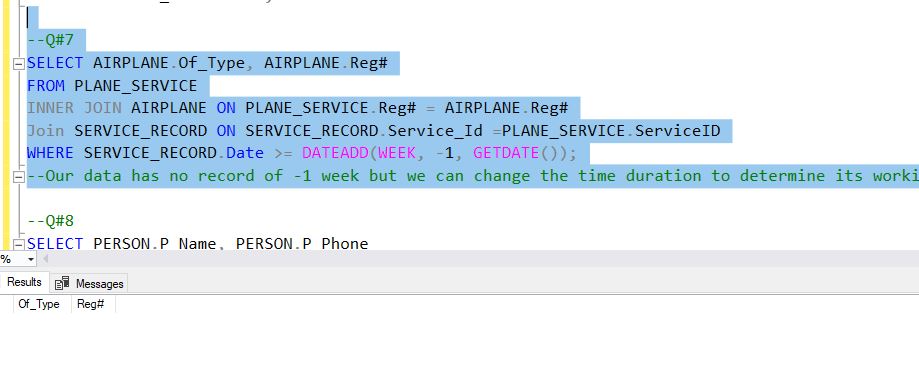 --Q#7
SELECT AIRPLANE.Of_Type, AIRPLANE.Reg#
FROM PLANE_SERVICE
INNER JOIN AIRPLANE ON PLANE_SERVICE.Reg# = AIRPLANE.Reg#
Join SERVICE_RECORD ON SERVICE_RECORD.Service_Id =PLANE_SERVICE.ServiceID
WHERE SERVICE_RECORD.Date >= DATEADD(WEEK, -1, GETDATE());
--Our data has no record of -1 week but we can change the time duration to determine its worki
--Q#8
SELECT PERSON.P_Name, PERSON.P_Phone
%
Results Messages
Of_Type Reg#